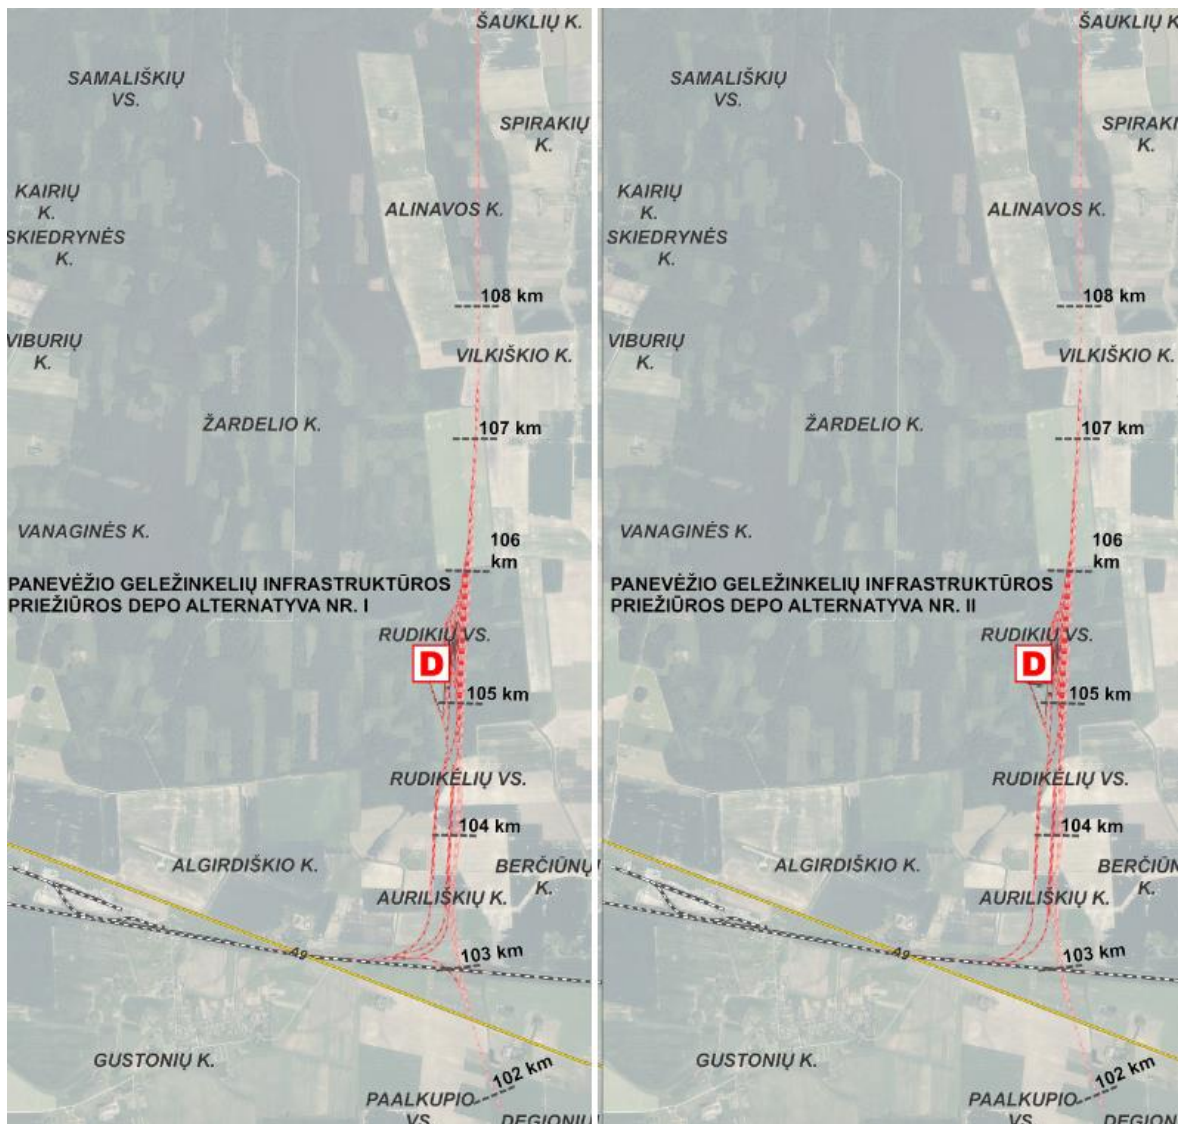 ŠAUKLIŲ K.
SAMALIŠKIŲ
VS.
SPIRAKIŲ
K.
KAIRIŲ
K.
ALINAVOS K.
SKIEDRYNĖS
K.
108 km
VIBURIŲ
K.
VILKIŠKIO K.
ŽARDELIO K.
107 km
VANAGINĖS K.
106
km
PANEVĖŽIO GELEŽINKELIŲ INFRASTRUKTŪROS
PRIEŽIŪROS DEPO ALTERNATYVA NR. I
RUDIKIŲ VS.
D
105 km
RUDIKĖLIŲ VS.
104 km
ALGIRDIŠKIO K.
BERČIŪNŲ
K.
AURILIŠKIŲ K.
A9
103 km
GUSTONIŲ K.
102 km
PAALKUPIO
VS.
DEGIONIŲ
ŠAUKLIŲ K
SAMALIŠKIŲ
VS.
SPIRAKI
K.
KAIRIŲ
K.
ALINAVOS K.
SKIEDRYNĖS
K.
108 km
VIBURIŲ
K.
VILKIŠKIO K.
ŽARDELIO K.
107 km
VANAGINĖS K.
106
km
PANEVĖŽIO GELEŽINKELIŲ INFRASTRUKTŪROS
PRIEŽIŪROS DEPO ALTERNATYVA NR. II
RUDIKIŲ VS.
D
105 km
RUDIKĖLIŲ VS.
104 km
ALGIRDIŠKIO K.
BERČIŪN
K.
AURILIŠKIŲ K.
A9
103 km
GUSTONIŲ K.
102 km
PAALKUPIO
VS.
DEGION